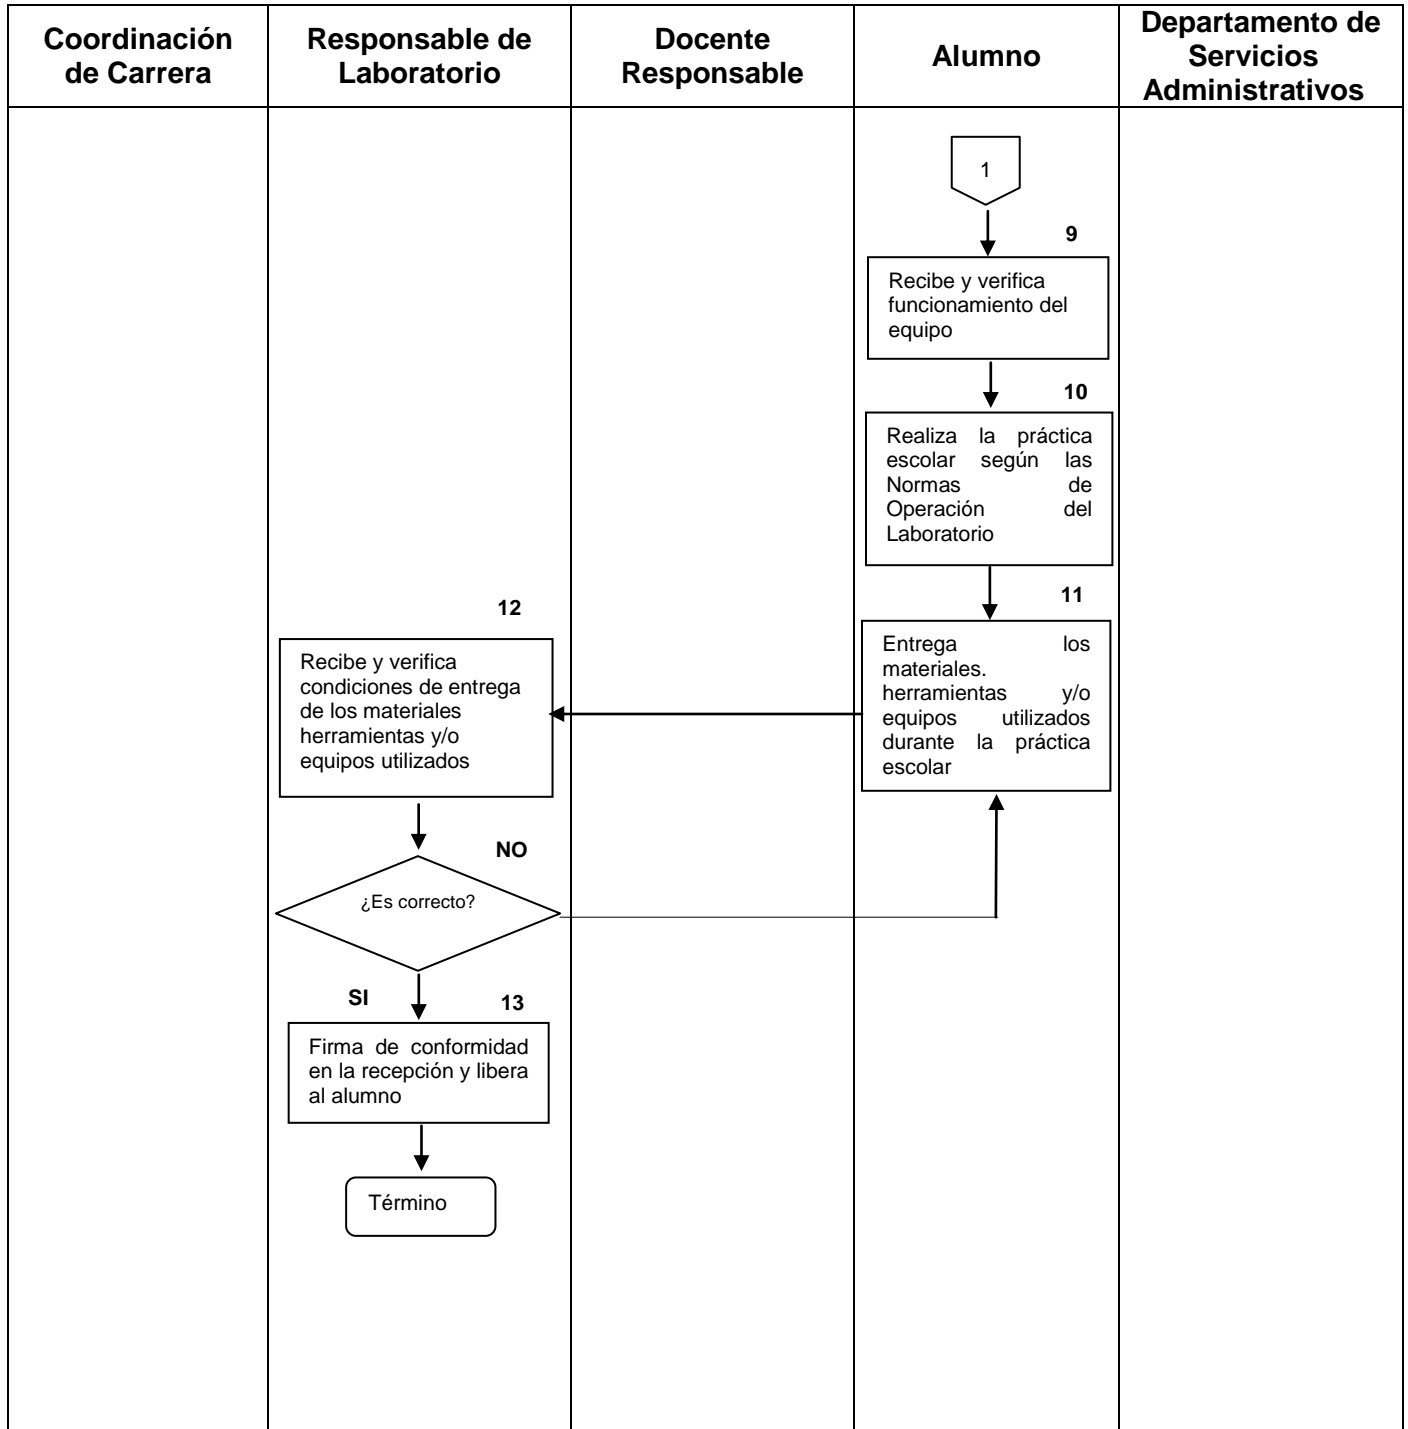 Coordinación
de Carrera
Responsable de
Laboratorio
Docente
Responsable
Alumno
Departamento de
Servicios
Administrativos
1
9
Recibe y verifica
funcionamiento del
equipo
10
Realiza la práctica
escolar según las
Normas de
Operación del
Laboratorio
11
Entrega los
materiales.
herramientas y/o
equipos utilizados
durante la práctica
escolar
12
Recibe y verifica
condiciones de entrega
de los materiales
herramientas y/o
equipos utilizados
NO
¿Es correcto?
SI
13
Firma de conformidad
en la recepción y libera
al alumno
Término